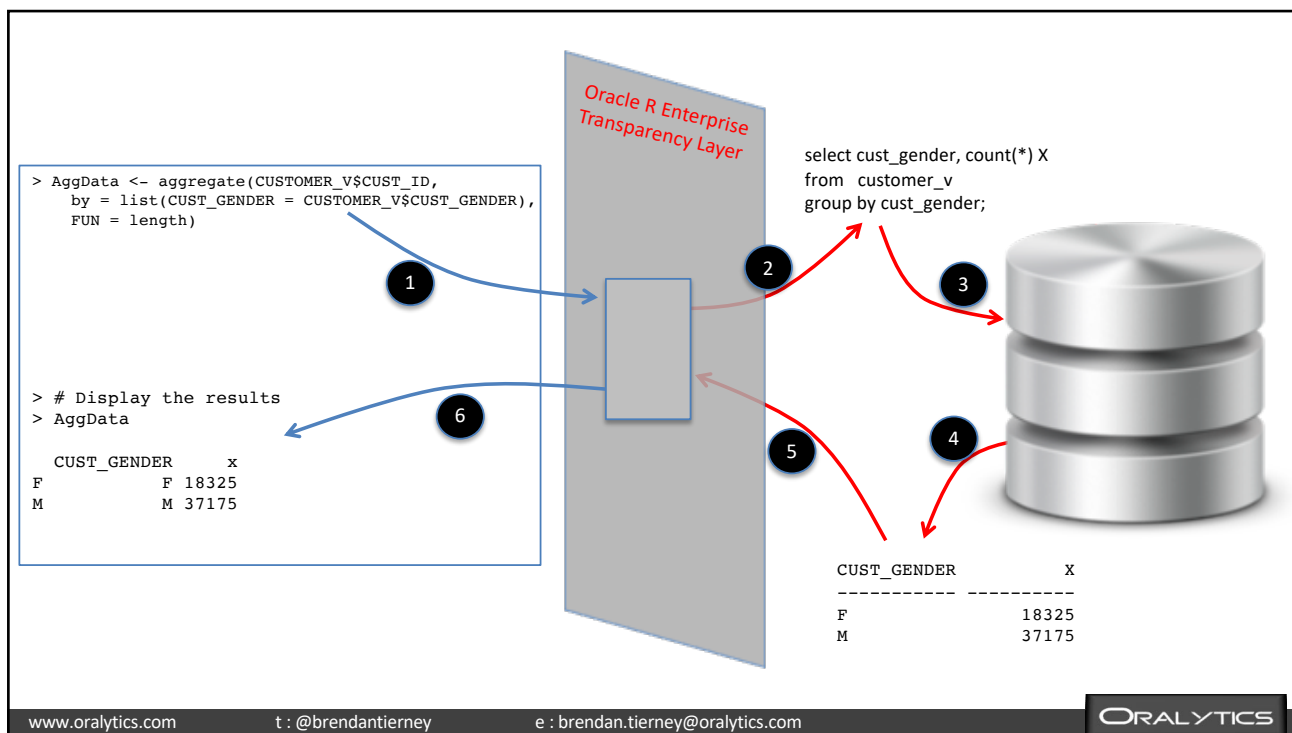 Oracle R Enterprise
Transparency Layer
> AggData <- aggregate(CUSTOMER_V$CUST_ID,
by = list(CUST_GENDER = CUSTOMER_V$CUST_GENDER),
FUN = length)
1
2
select cust_gender, count(*) X
from customer_v
group by cust_gender;
3
4
CUST_GENDER X
----------- ----------
F 18325
M 37175
5
6
> # Display the results
> AggData
CUST_GENDER x
F F 18325
M M 37175
www.oralytics.com t : @brendantierney e : brendan.tierney@oralytics.com
ORALYTICS